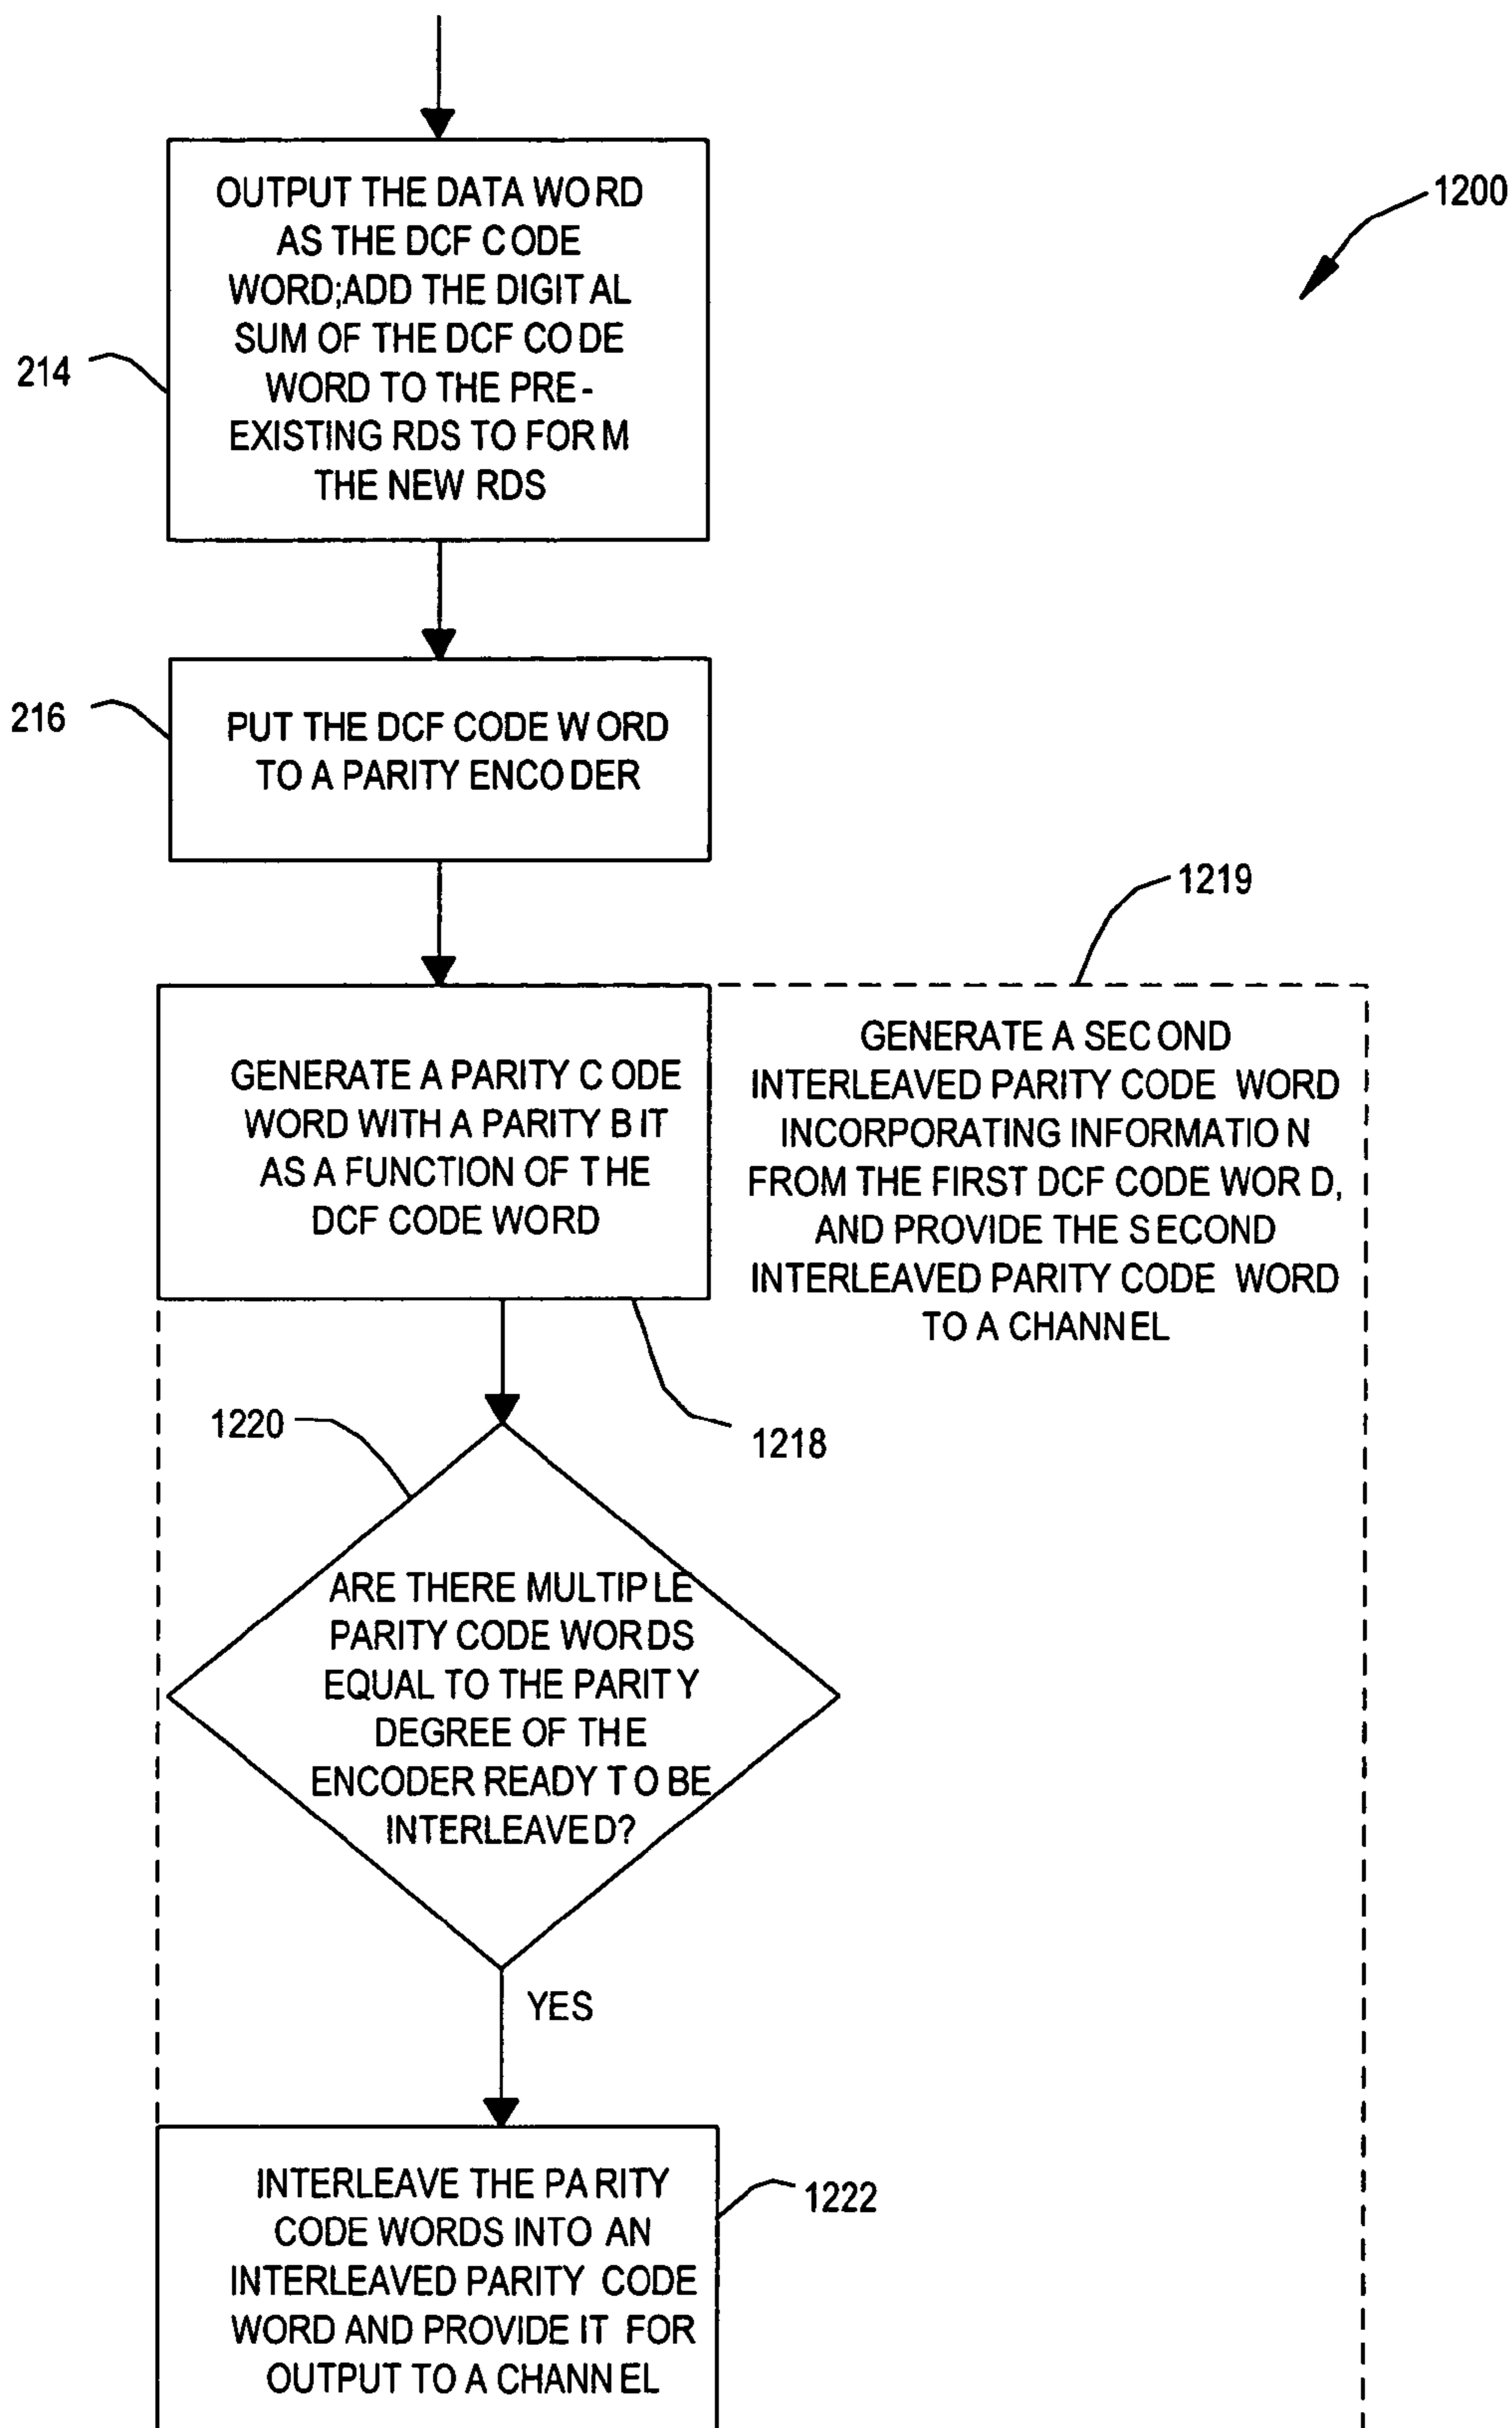 1200
OUTPUT THE DATA WORD
AS THE DCF CODE
WORD;ADD THE DIGITAL
SUM OF THE DCF CODE
WORD TO THE PRE-
EXISTING RDS TO FORM
THE NEW RDS
214
216
PUT THE DCF CODE WORD
TO A PARITY ENCODER
1219
GENERATE A PARITY CODE
WORD WITH A PARITY BIT
AS A FUNCTION OF THE
DCF CODE WORD
GENERATE A SECOND
INTERLEAVED PARITY CODE WORD
INCORPORATING INFORMATION
FROM THE FIRST DCF CODE WORD,
AND PROVIDE THE SECOND
INTERLEAVED PARITY CODE WORD
TO A CHANNEL
1220
1218
ARE THERE MULTIPLE
PARITY CODE WORDS
EQUAL TO THE PARITY
DEGREE OF THE
ENCODER READY TO BE
INTERLEAVED?
YES
INTERLEAVE THE PARITY
CODE WORDS INTO AN
INTERLEAVED PARITY CODE
WORD AND PROVIDE IT FOR
OUTPUT TO A CHANNEL
1222